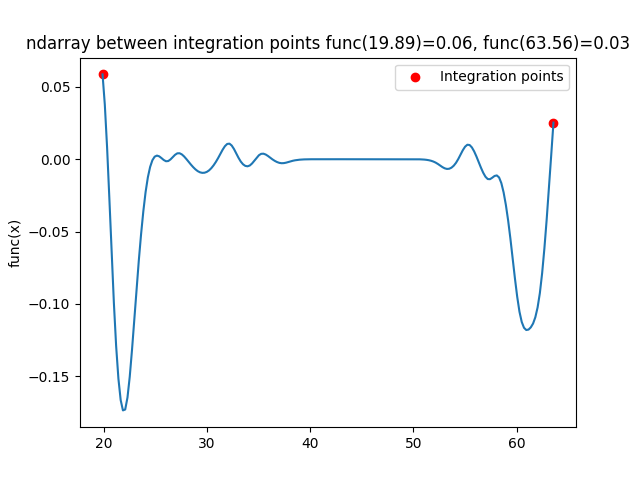 ndarray between integration points func(19.89)=0.06, func(63.56)=0.03
Integration points
func(x)
0.05
0.00
−0.05
−0.10
−0.15
20 30 40 50 60